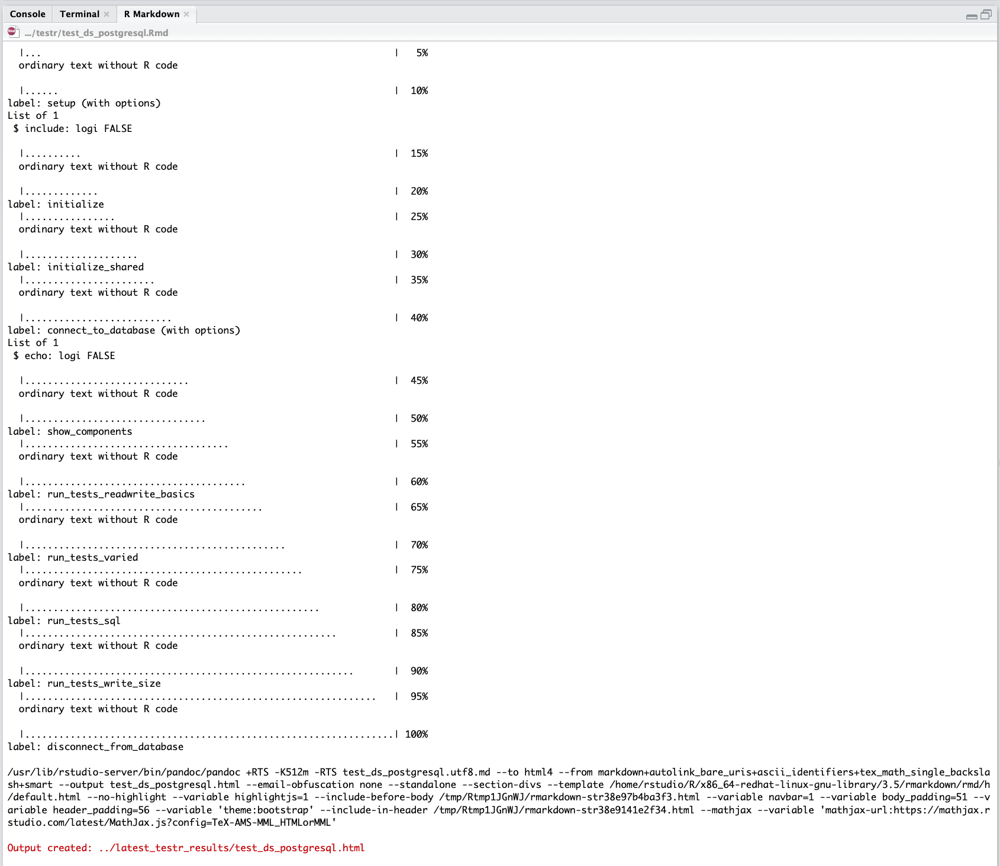 Console Terminal × R Markdown ×
Rmd .../testr/test_ds_postgresql.Rmd
|... | 5%
ordinary text without R code
|...... | 10%
label: setup (with options)
List of 1
$ include: logi FALSE
|.......... | 15%
ordinary text without R code
|............. | 20%
label: initialize
|................ | 25%
ordinary text without R code
|.................... | 30%
label: initialize_shared
|....................... | 35%
ordinary text without R code
|.......................... | 40%
label: connect_to_database (with options)
List of 1
$ echo: logi FALSE
|............................. | 45%
ordinary text without R code
|................................ | 50%
label: show_components
|.................................... | 55%
ordinary text without R code
|....................................... | 60%
label: run_tests_readwrite_basics
|.......................................... | 65%
ordinary text without R code
|.............................................. | 70%
label: run_tests_varied
|................................................. | 75%
ordinary text without R code
|.................................................... | 80%
label: run_tests_sql
|....................................................... | 85%
ordinary text without R code
|.......................................................... | 90%
label: run_tests_write_size
|.............................................................. | 95%
ordinary text without R code
|.................................................................| 100%
label: disconnect_from_database
/usr/lib/rstudio-server/bin/pandoc/pandoc +RTS -K512m -RTS test_ds_postgresql.utf8.md --to html4 --from markdown+autolink_bare_uris+ascii_identifiers+tex_math_single_backsla
sh+smart --output test_ds_postgresql.html --email-obfuscation none --standalone --section-divs --template /home/rstudio/R/x86_64-redhat-linux-gnu-library/3.5/rmarkdown/rmd/h
/default.html --no-highlight --variable highlightjs=1 --include-before-body /tmp/Rtmp1JGnWJ/rmarkdown-str38e97b4ba3f3.html --variable navbar=1 --variable body_padding=51 --v
ariable header_padding=56 --variable 'theme:bootstrap' --include-in-header /tmp/Rtmp1JGnWJ/rmarkdown-str38e9141e2f34.html --mathjax --variable 'mathjax-url:https://mathjax.r
studio.com/latest/MathJax.js?config=TeX-AMS-MML_HTMLorMML'
Output created: ../latest_testr_results/test_ds_postgresql.html